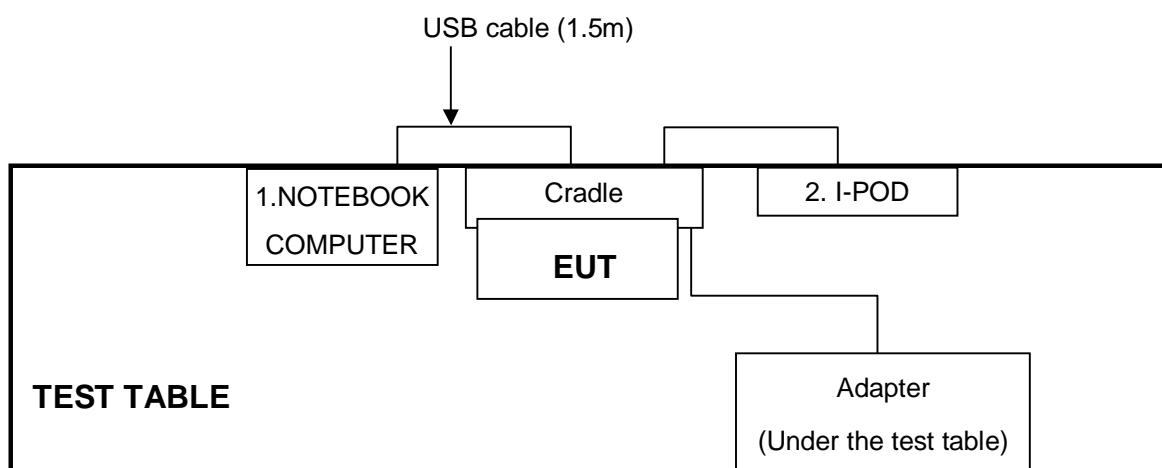 USB cable (1.5m)
1.NOTEBOOK
COMPUTER
Cradle
2. I-POD
EUT
TEST TABLE
Adapter
(Under the test table)